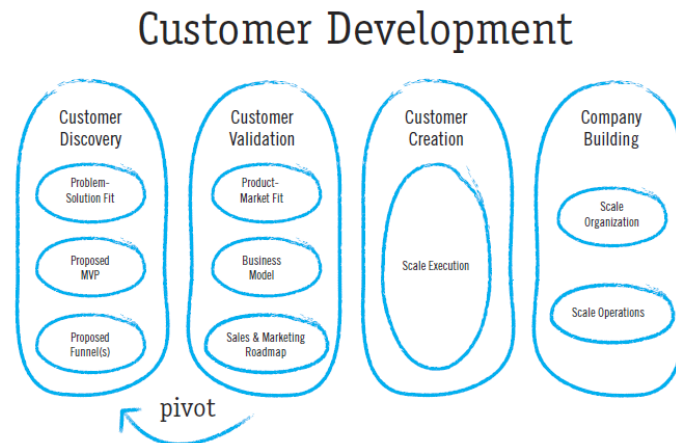 Customer Development
Customer
Discovery
Problem-
Solution Fit
Proposed
MVP
Proposed
Funnel(s)
Customer
Validation
Product-
Market Fit
Business
Model
Sales & Marketing
Roadmap
Customer
Creation
Scale Execution
Company
Building
Scale
Organization
Scale Operations
pivot